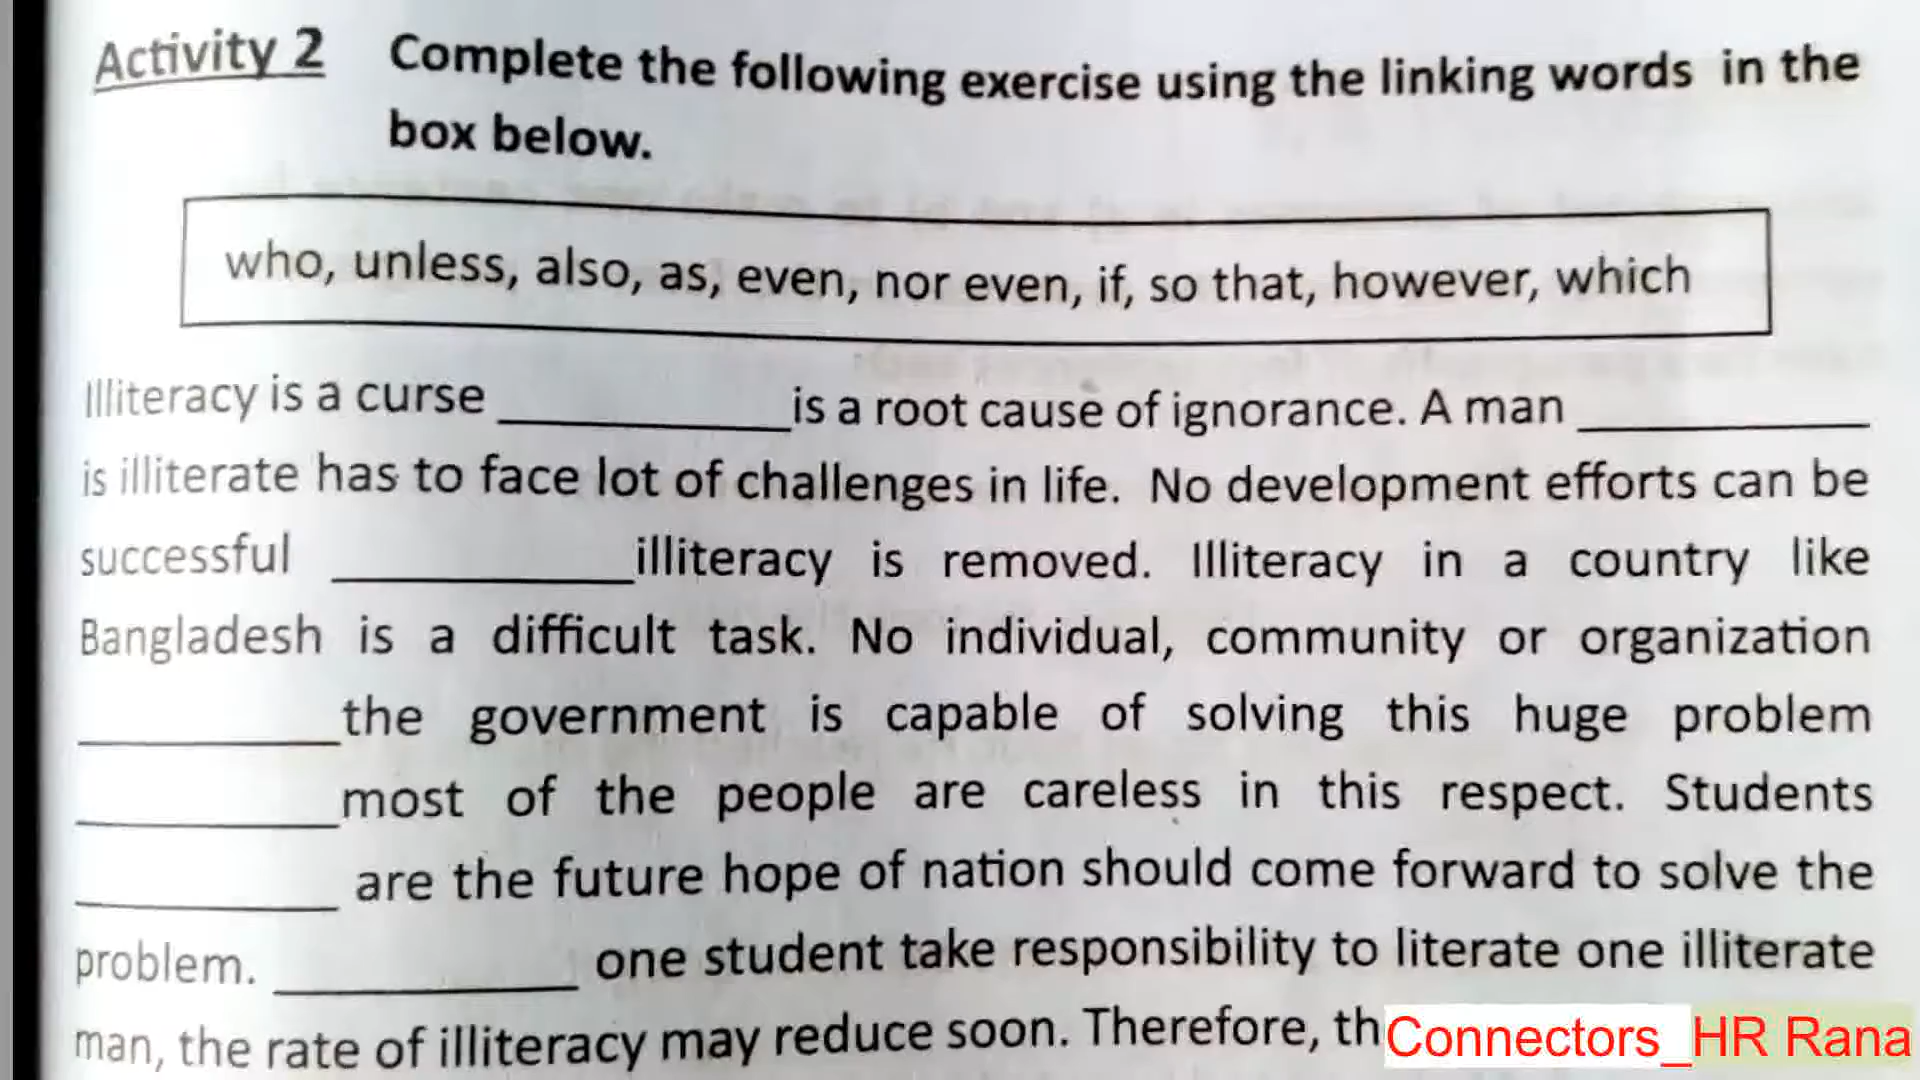 Activity 2 Complete the following exercise using the linking words in the
box below.
who, unless, also, as, even, nor even, if, so that, however, which
Illiteracy is a curse __________ is a root cause of ignorance. A man __________
is illiterate has to face lot of challenges in life. No development efforts can be
successful __________ illiteracy is removed. Illiteracy in a country like
Bangladesh is a difficult task. No individual, community or organization
__________ the government is capable of solving this huge problem
__________ most of the people are careless in this respect. Students
__________ are the future hope of nation should come forward to solve the
problem. __________ one student take responsibility to literate one illiterate
man, the rate of illiteracy may reduce soon. Therefore, th
Connectors_HR Rana